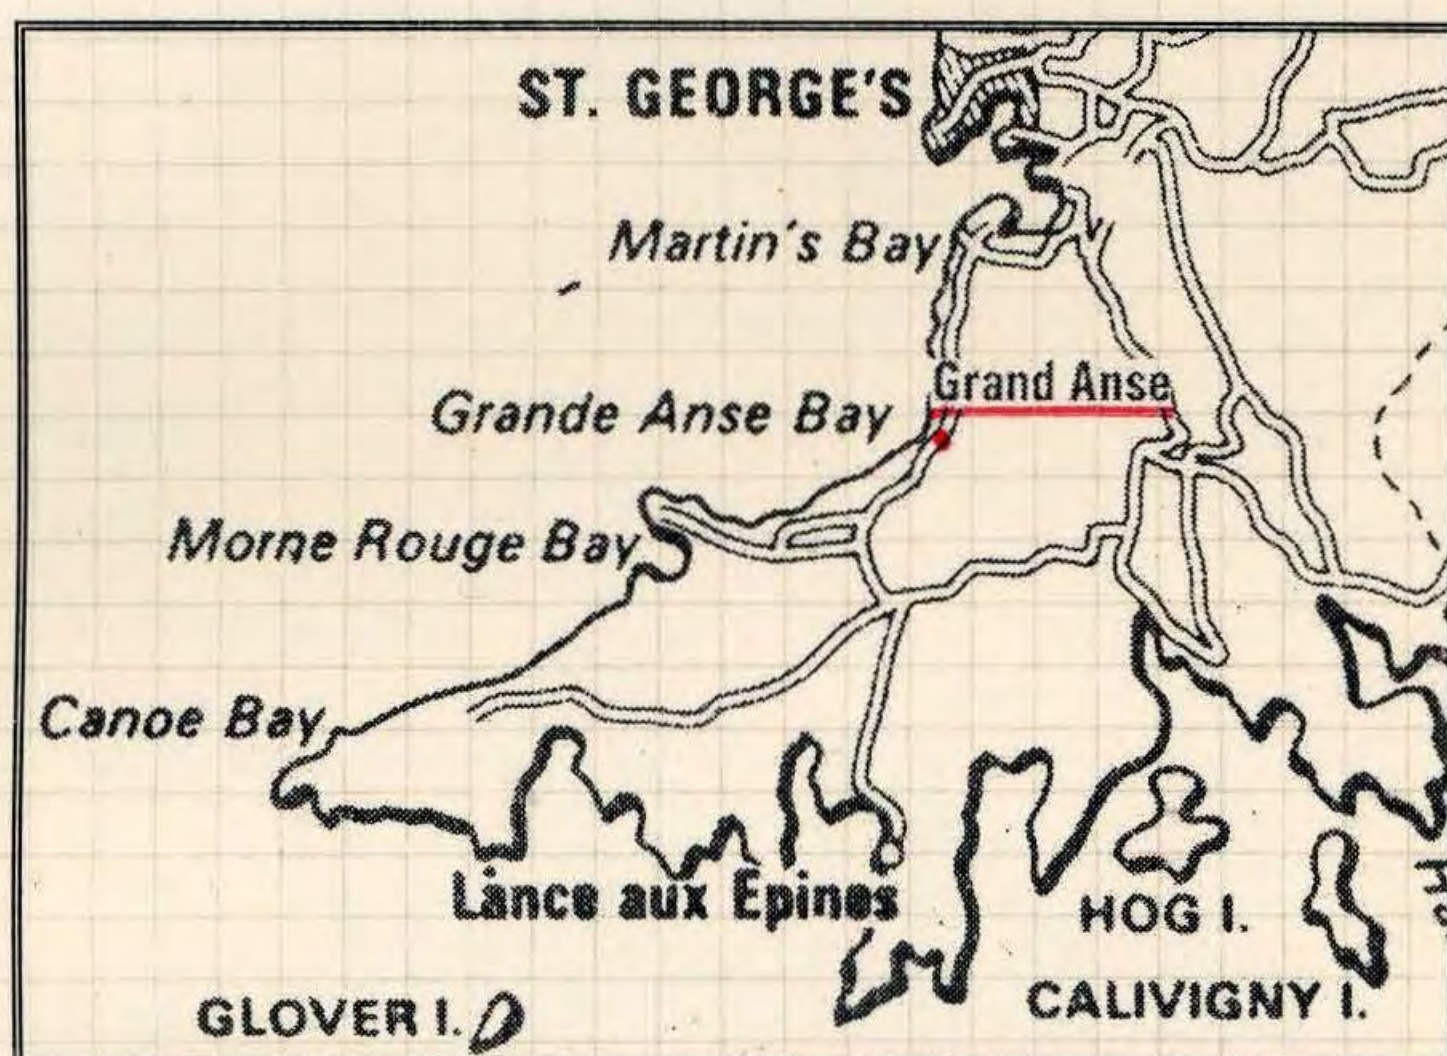 ST. GEORGE'S
Martin's Bay
Grand Anse
Grande Anse Bay
Morne Rouge Bay
Canoe Bay
Lance aux Epines
HOG I.
CALIVIGNY I.
GLOVER I.